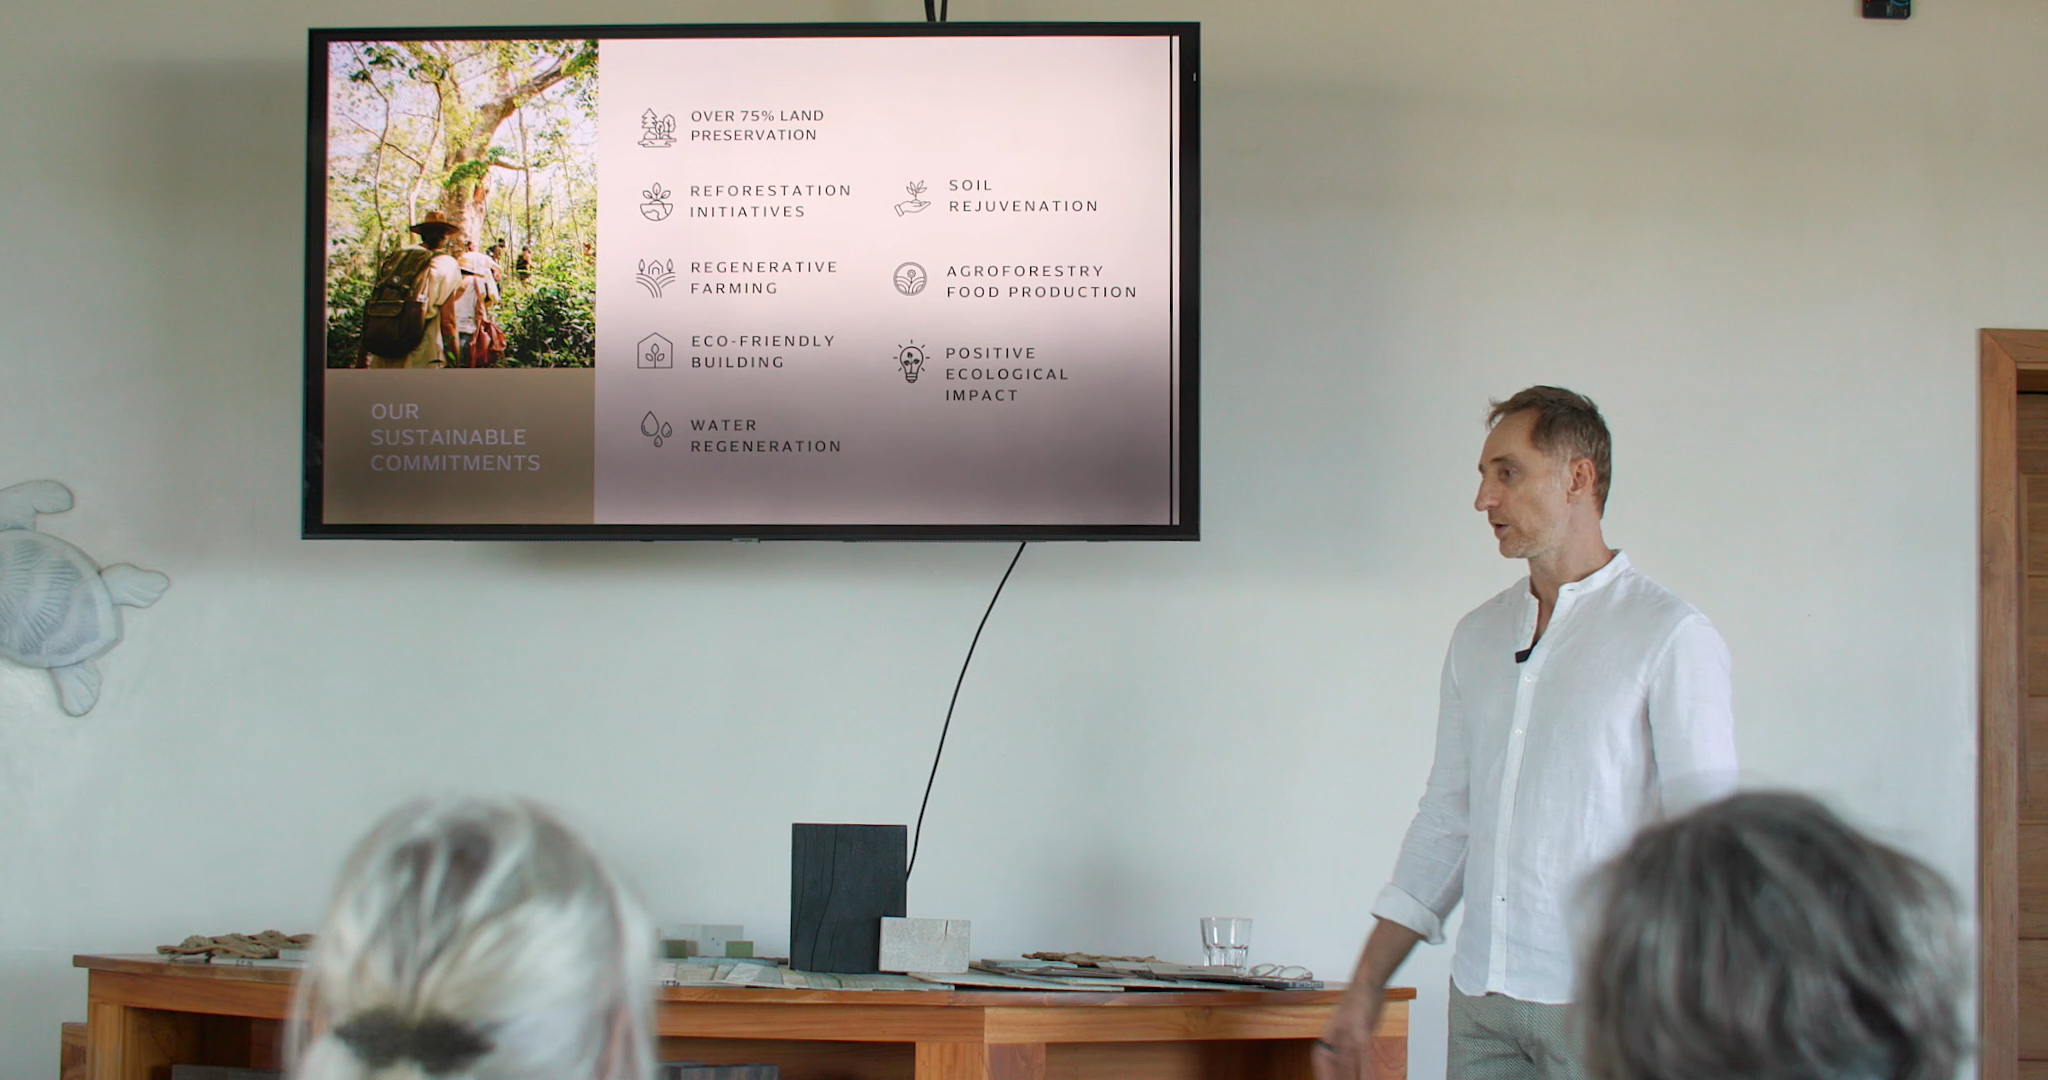 OVER 75% LAND
PRESERVATION
REFORESTATION
INITIATIVES
REGENERATIVE
FARMING
ECO-FRIENDLY
BUILDING
WATER
REGENERATION
SOIL
REJUVENATION
AGROFORESTRY
FOOD PRODUCTION
POSITIVE
ECOLOGICAL
IMPACT
OUR
SUSTAINABLE
COMMITMENTS